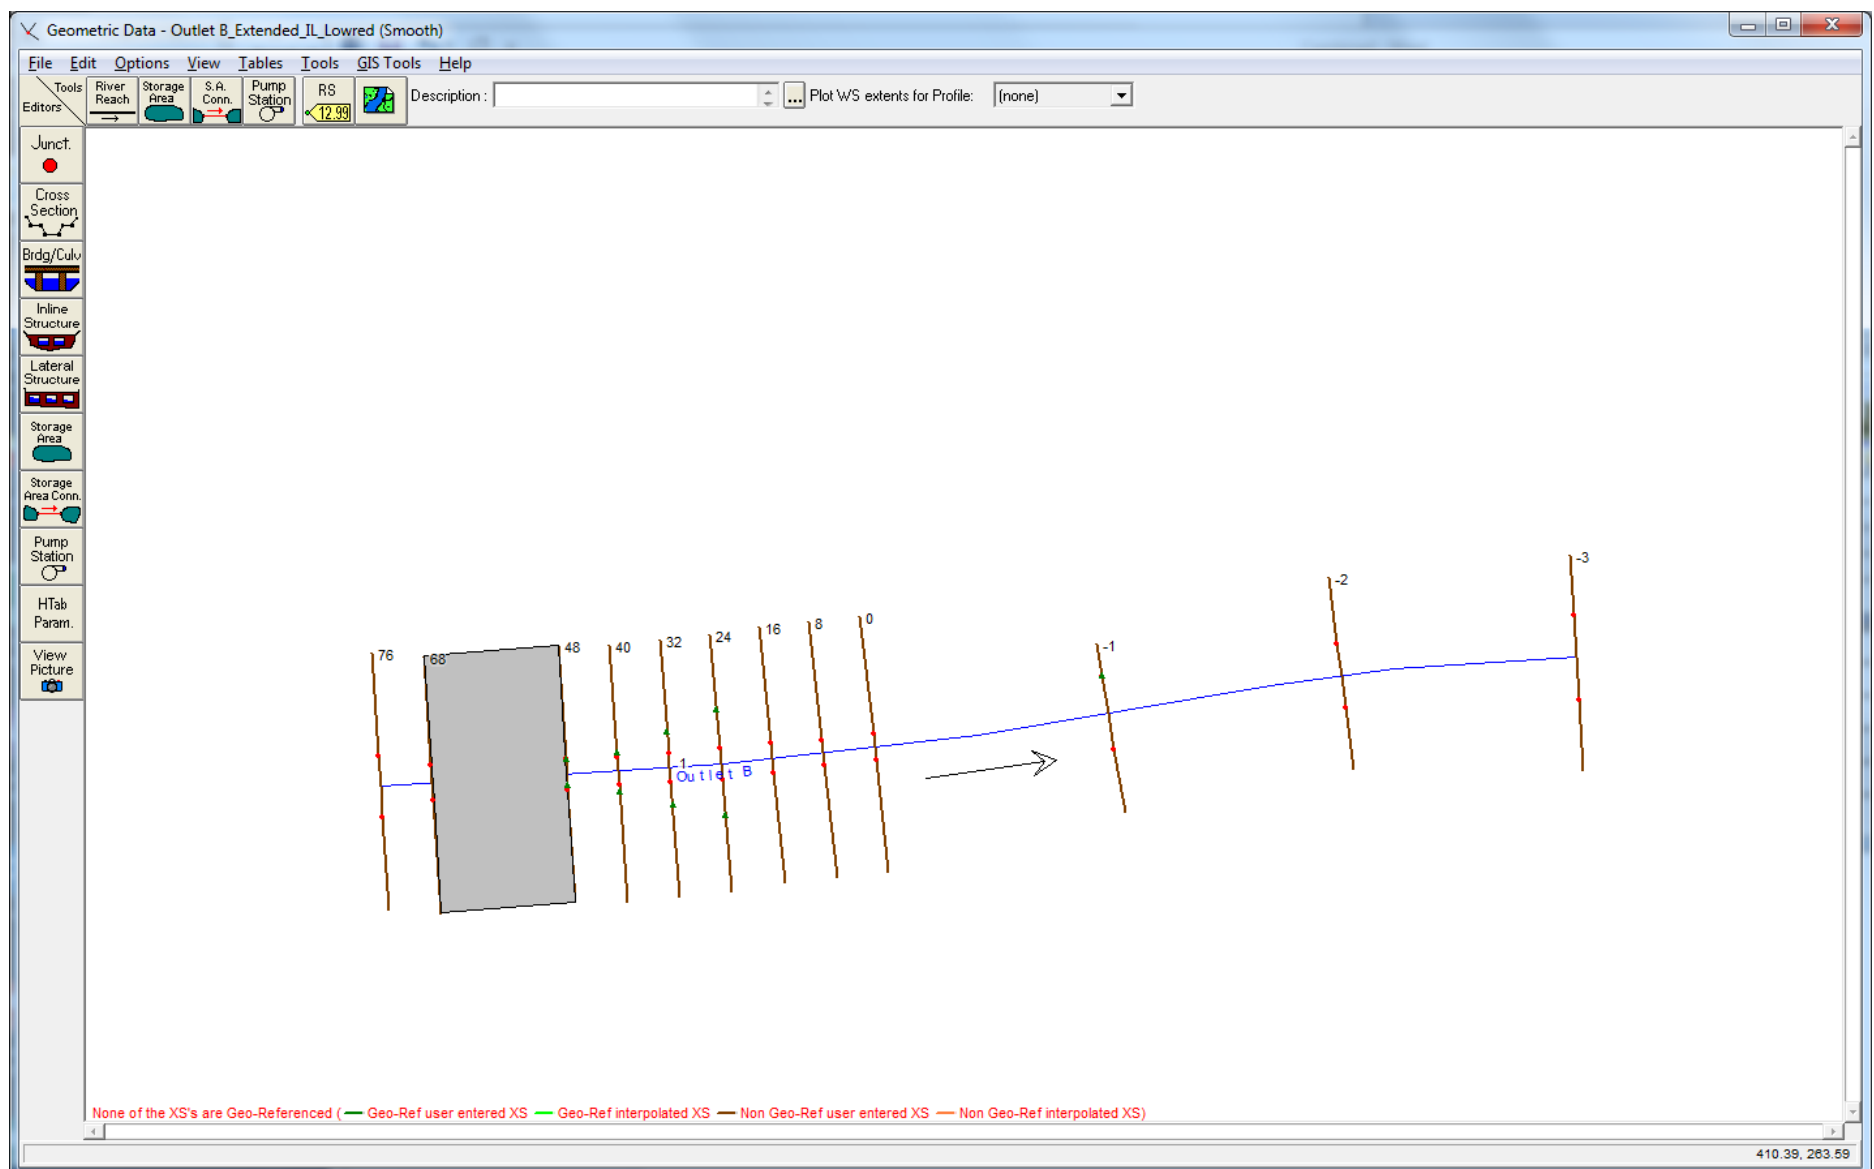 Geometric Data - Outlet B_Extended_IL_Lowred (Smooth)
File Edit Options View Tables Tools GIS Tools Help
Tools
Editors
River
Reach
Storage
Area
S.A.
Conn.
Pump
Station
RS
12.99
Description :
...
Plot WS extents for Profile:
(none)
Junct.
Cross
Section
Brdg/Culv
Inline
Structure
Lateral
Structure
Storage
Area
Storage
Area Conn.
Pump
Station
HTab
Param.
View
Picture
76
68
48
40
32
24
16
8
0
-1
-2
-3
1
Outlet B
None of the XS's are Geo-Referenced ( Geo-Ref user entered XS Geo-Ref interpolated XS Non Geo-Ref user entered XS Non Geo-Ref interpolated XS)
410.39, 263.59